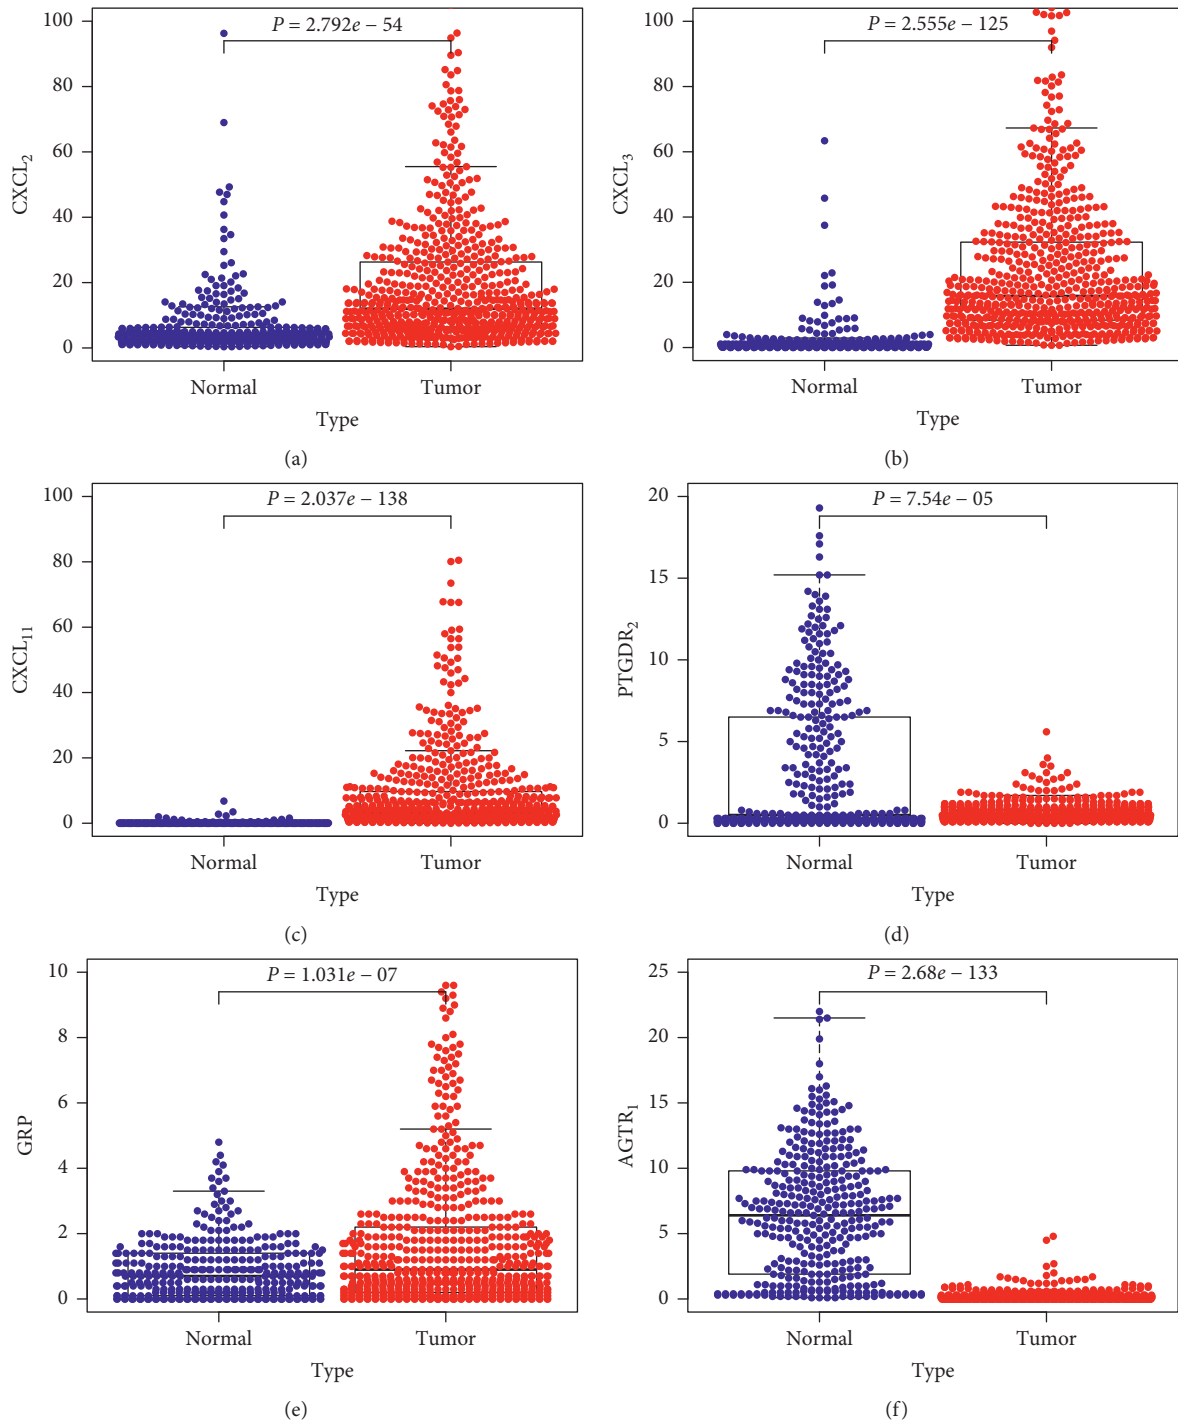 P = 2.792e − 54
CXCL2
100
80
60
40
20
0
Normal
Tumor
Type
(a)
P = 2.555e − 125
CXCL3
100
80
60
40
20
0
Normal
Tumor
Type
(b)
P = 2.037e − 138
CXCL11
100
80
60
40
20
0
Normal
Tumor
Type
(c)
P = 7.54e − 05
PTGDR2
20
15
10
5
0
Normal
Tumor
Type
(d)
P = 1.031e − 07
GRP
10
8
6
4
2
0
Normal
Tumor
Type
(e)
P = 2.68e − 133
AGTR1
25
20
15
10
5
0
Normal
Tumor
Type
(f)